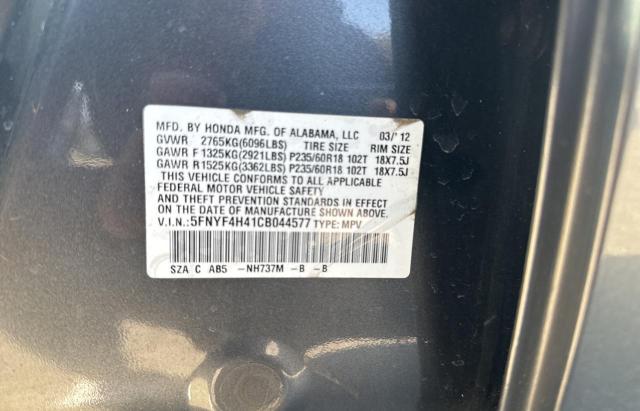 MFD. BY HONDA MFG. OF ALABAMA, LLC 03/'12
GVWR 2765KG(6096LBS) TIRE SIZE RIM SIZE
GAWR F 1325KG(2921LBS) P235/60R18 102T 18X7.5J
GAWR R 1525KG(3362LBS) P235/60R18 102T 18X7.5J
THIS VEHICLE CONFORMS TO ALL APPLICABLE
FEDERAL MOTOR VEHICLE SAFETY
AND THEFT PREVENTION STANDARDS IN EFFECT
ON THE DATE OF MANUFACTURE SHOWN ABOVE.
V.I.N.: 5FNYF4H41CB044577 TYPE: MPV
SZA C AB5 -NH737M -B -B